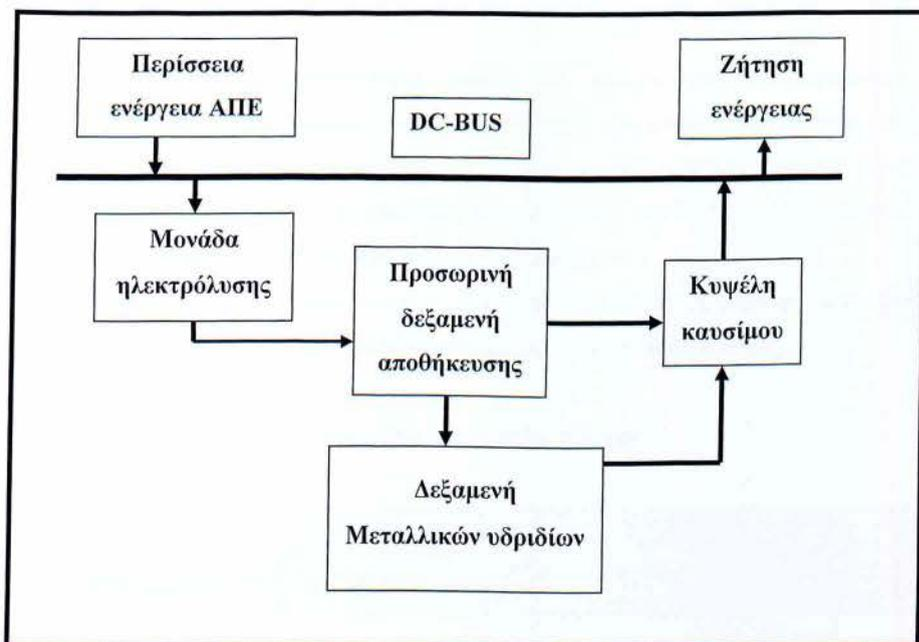 Περίσσεια
ενέργεια ΑΠΕ
Ζήτηση
ενέργειας
DC-BUS
Μονάδα
ηλεκτρόλυσης
Προσωρινή
δεξαμενή
αποθήκευσης
Κυψέλη
καυσίμου
Δεξαμενή
Μεταλλικών υδριδίων